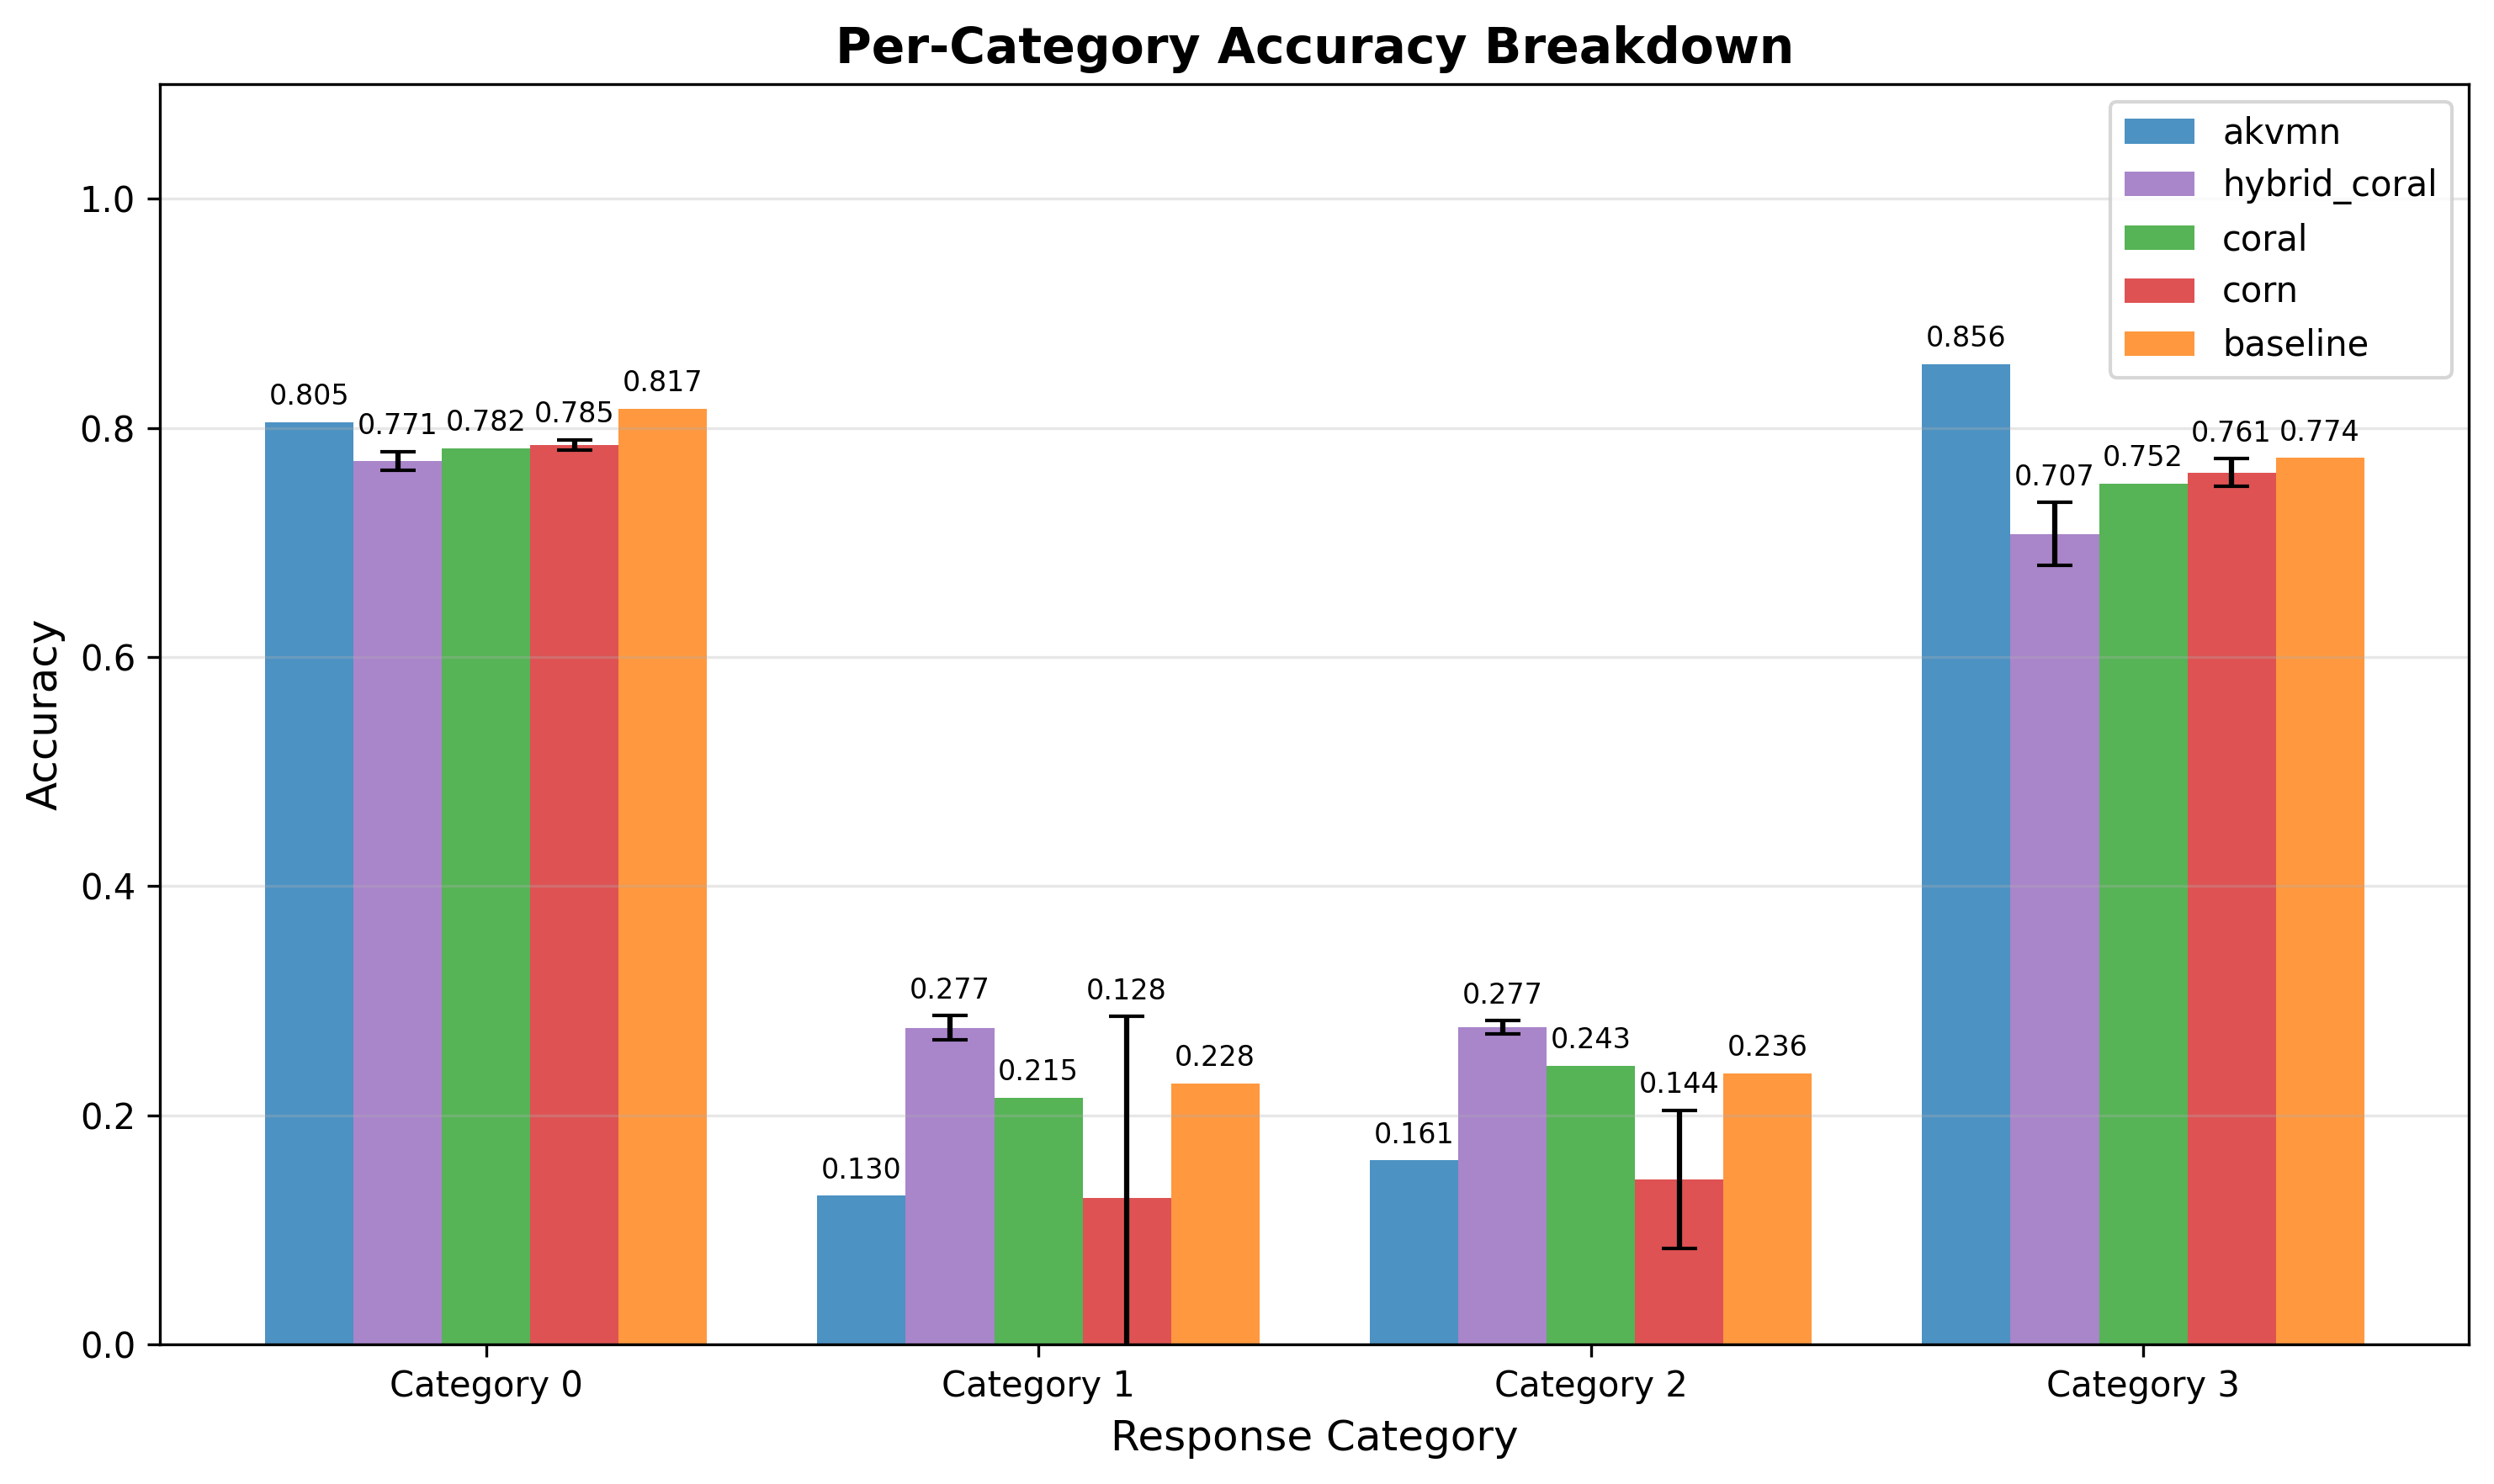 Per-Category Accuracy Breakdown
akvmn
hybrid_coral
coral
corn
baseline
Accuracy
1.0
0.8
0.6
0.4
0.2
0.0
0.805
0.771
0.782
0.785
0.817
0.130
0.277
0.215
0.128
0.228
0.161
0.277
0.243
0.144
0.236
0.856
0.707
0.752
0.761
0.774
Category 0
Category 1
Category 2
Category 3
Response Category